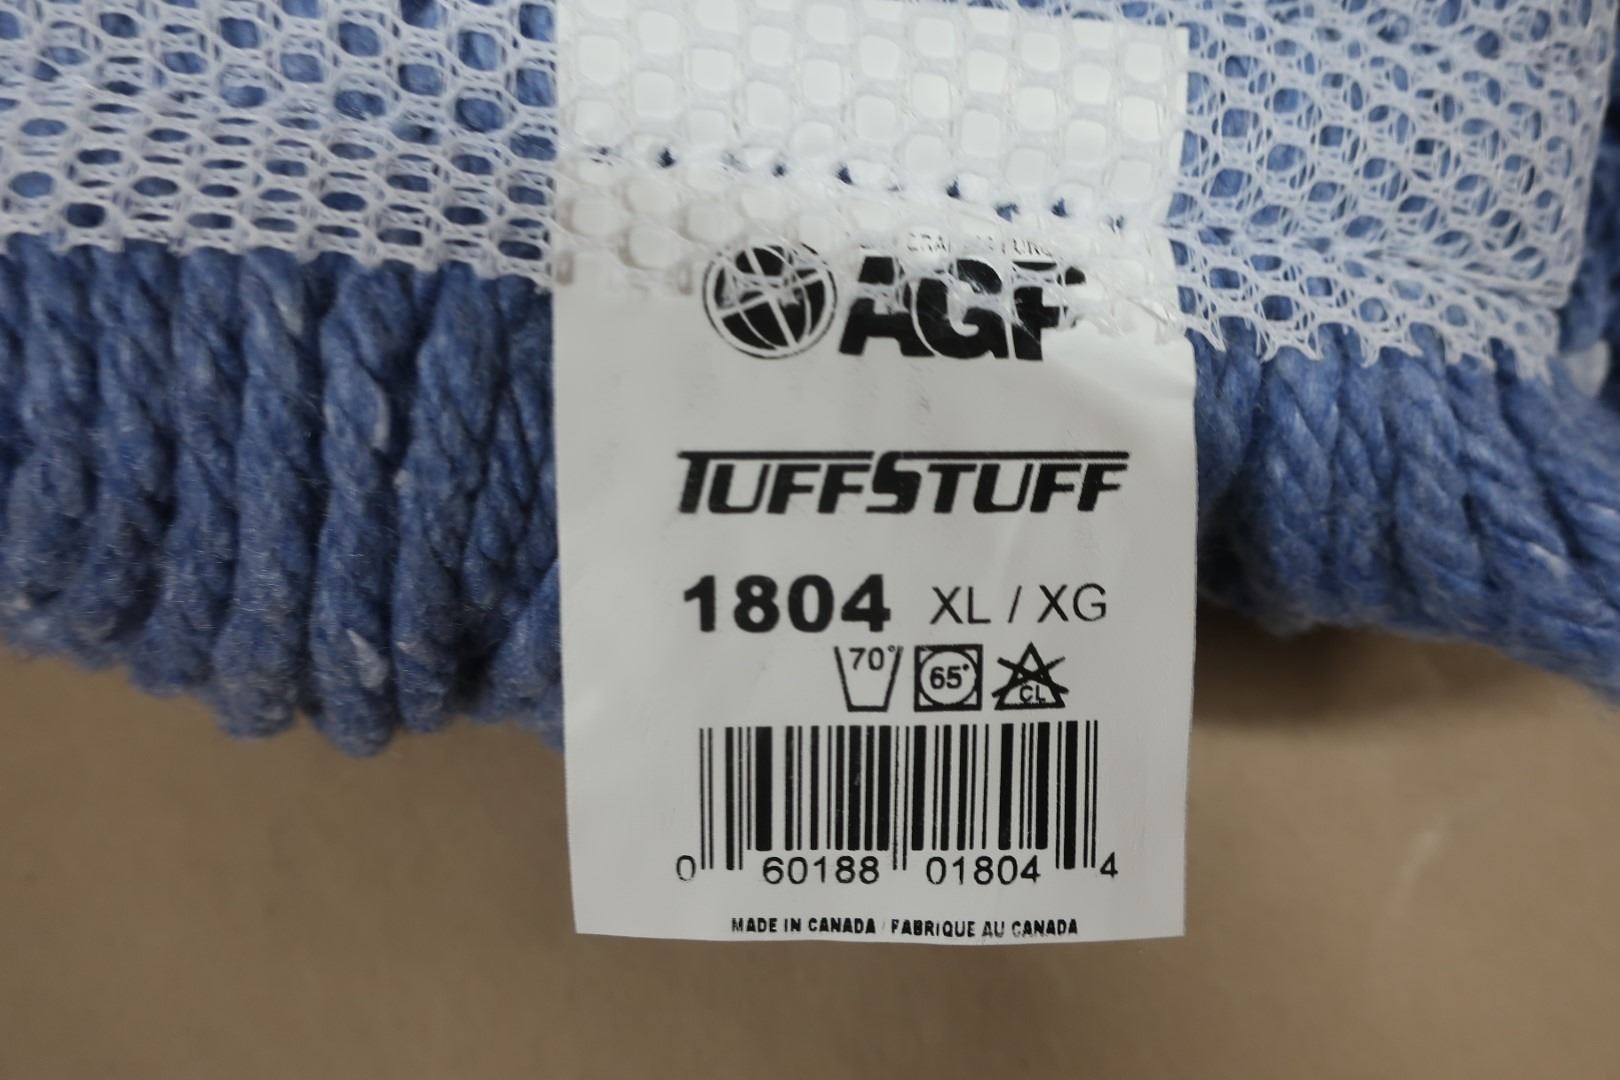 AGF
TUFFSTUFF
1804 XL / XG
70° 65° CL
0 60188 01804 4
MADE IN CANADA / FABRIQUE AU CANADA